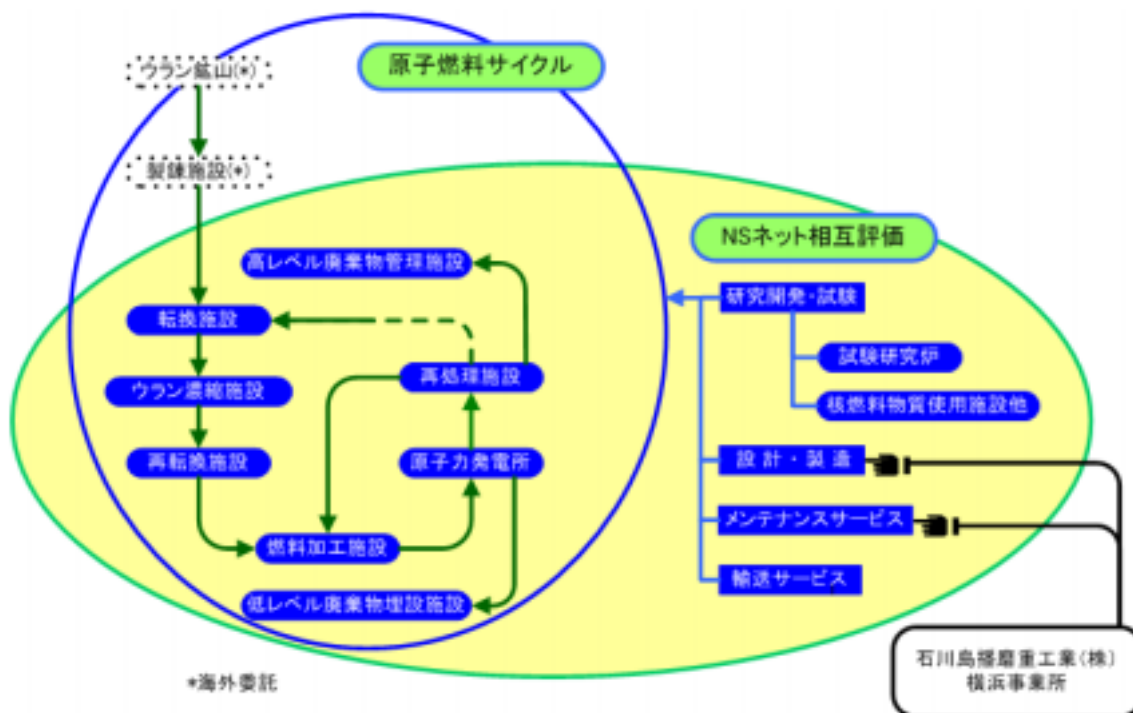 原子燃料サイクル
ウラン鉱山(*)
製錬施設(*)
NSネット相互評価
高レベル廃棄物管理施設
研究開発・試験
転換施設
試験研究炉
再処理施設
ウラン濃縮施設
核燃料物質使用施設他
再転換施設
原子力発電所
設計・製造
メンテナンスサービス
燃料加工施設
輸送サービス
低レベル廃棄物埋設施設
石川島播磨重工業(株)
横浜事業所
*海外委託